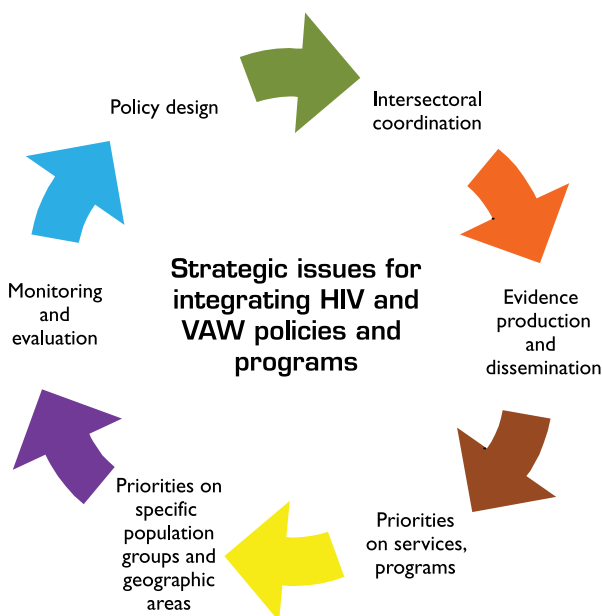 Policy design
Intersectoral
coordination
Evidence
production
and
dissemination
Priorities
on services,
programs
Priorities on
specific
population
groups and
geographic
areas
Monitoring
and
evaluation
Strategic issues for
integrating HIV and
VAW policies and
programs